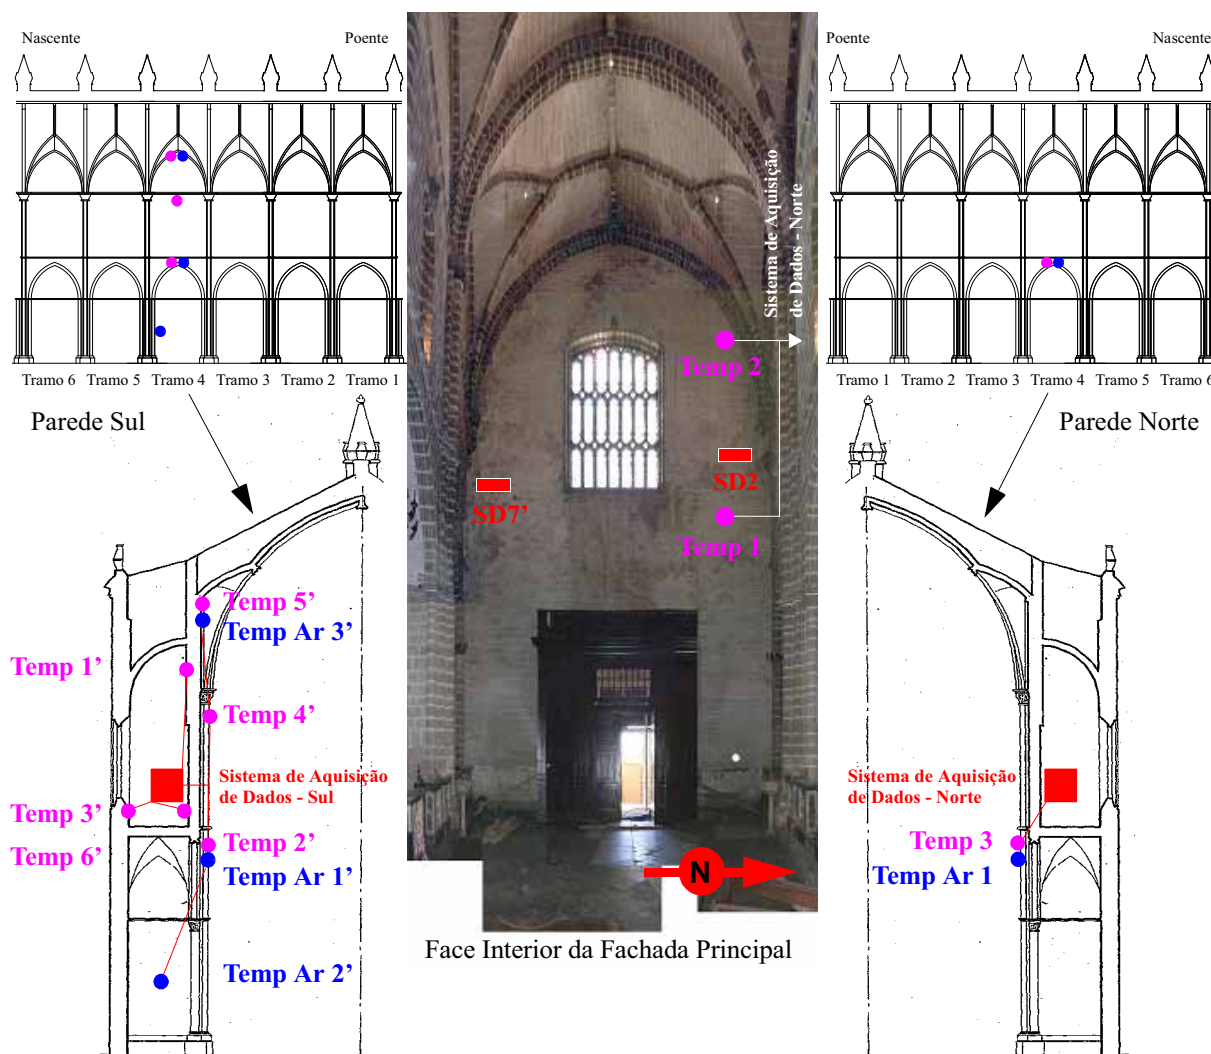 Nascente
Poente
Tramo 6
Tramo 5
Tramo 4
Tramo 3
Tramo 2
Tramo 1
Parede Sul
Temp 5’
Temp Ar 3’
Temp 1’
Temp 4’
Sistema de Aquisição
de Dados - Sul
Temp 3’
Temp 2’
Temp 6’
Temp Ar 1’
Temp Ar 2’
Sistema de Aquisição
de Dados - Norte
Temp 2
SD2
SD7’
Temp 1
N
Face Interior da Fachada Principal
Poente
Nascente
Tramo 1
Tramo 2
Tramo 3
Tramo 4
Tramo 5
Tramo 6
Parede Norte
Sistema de Aquisição
de Dados - Norte
Temp 3
Temp Ar 1